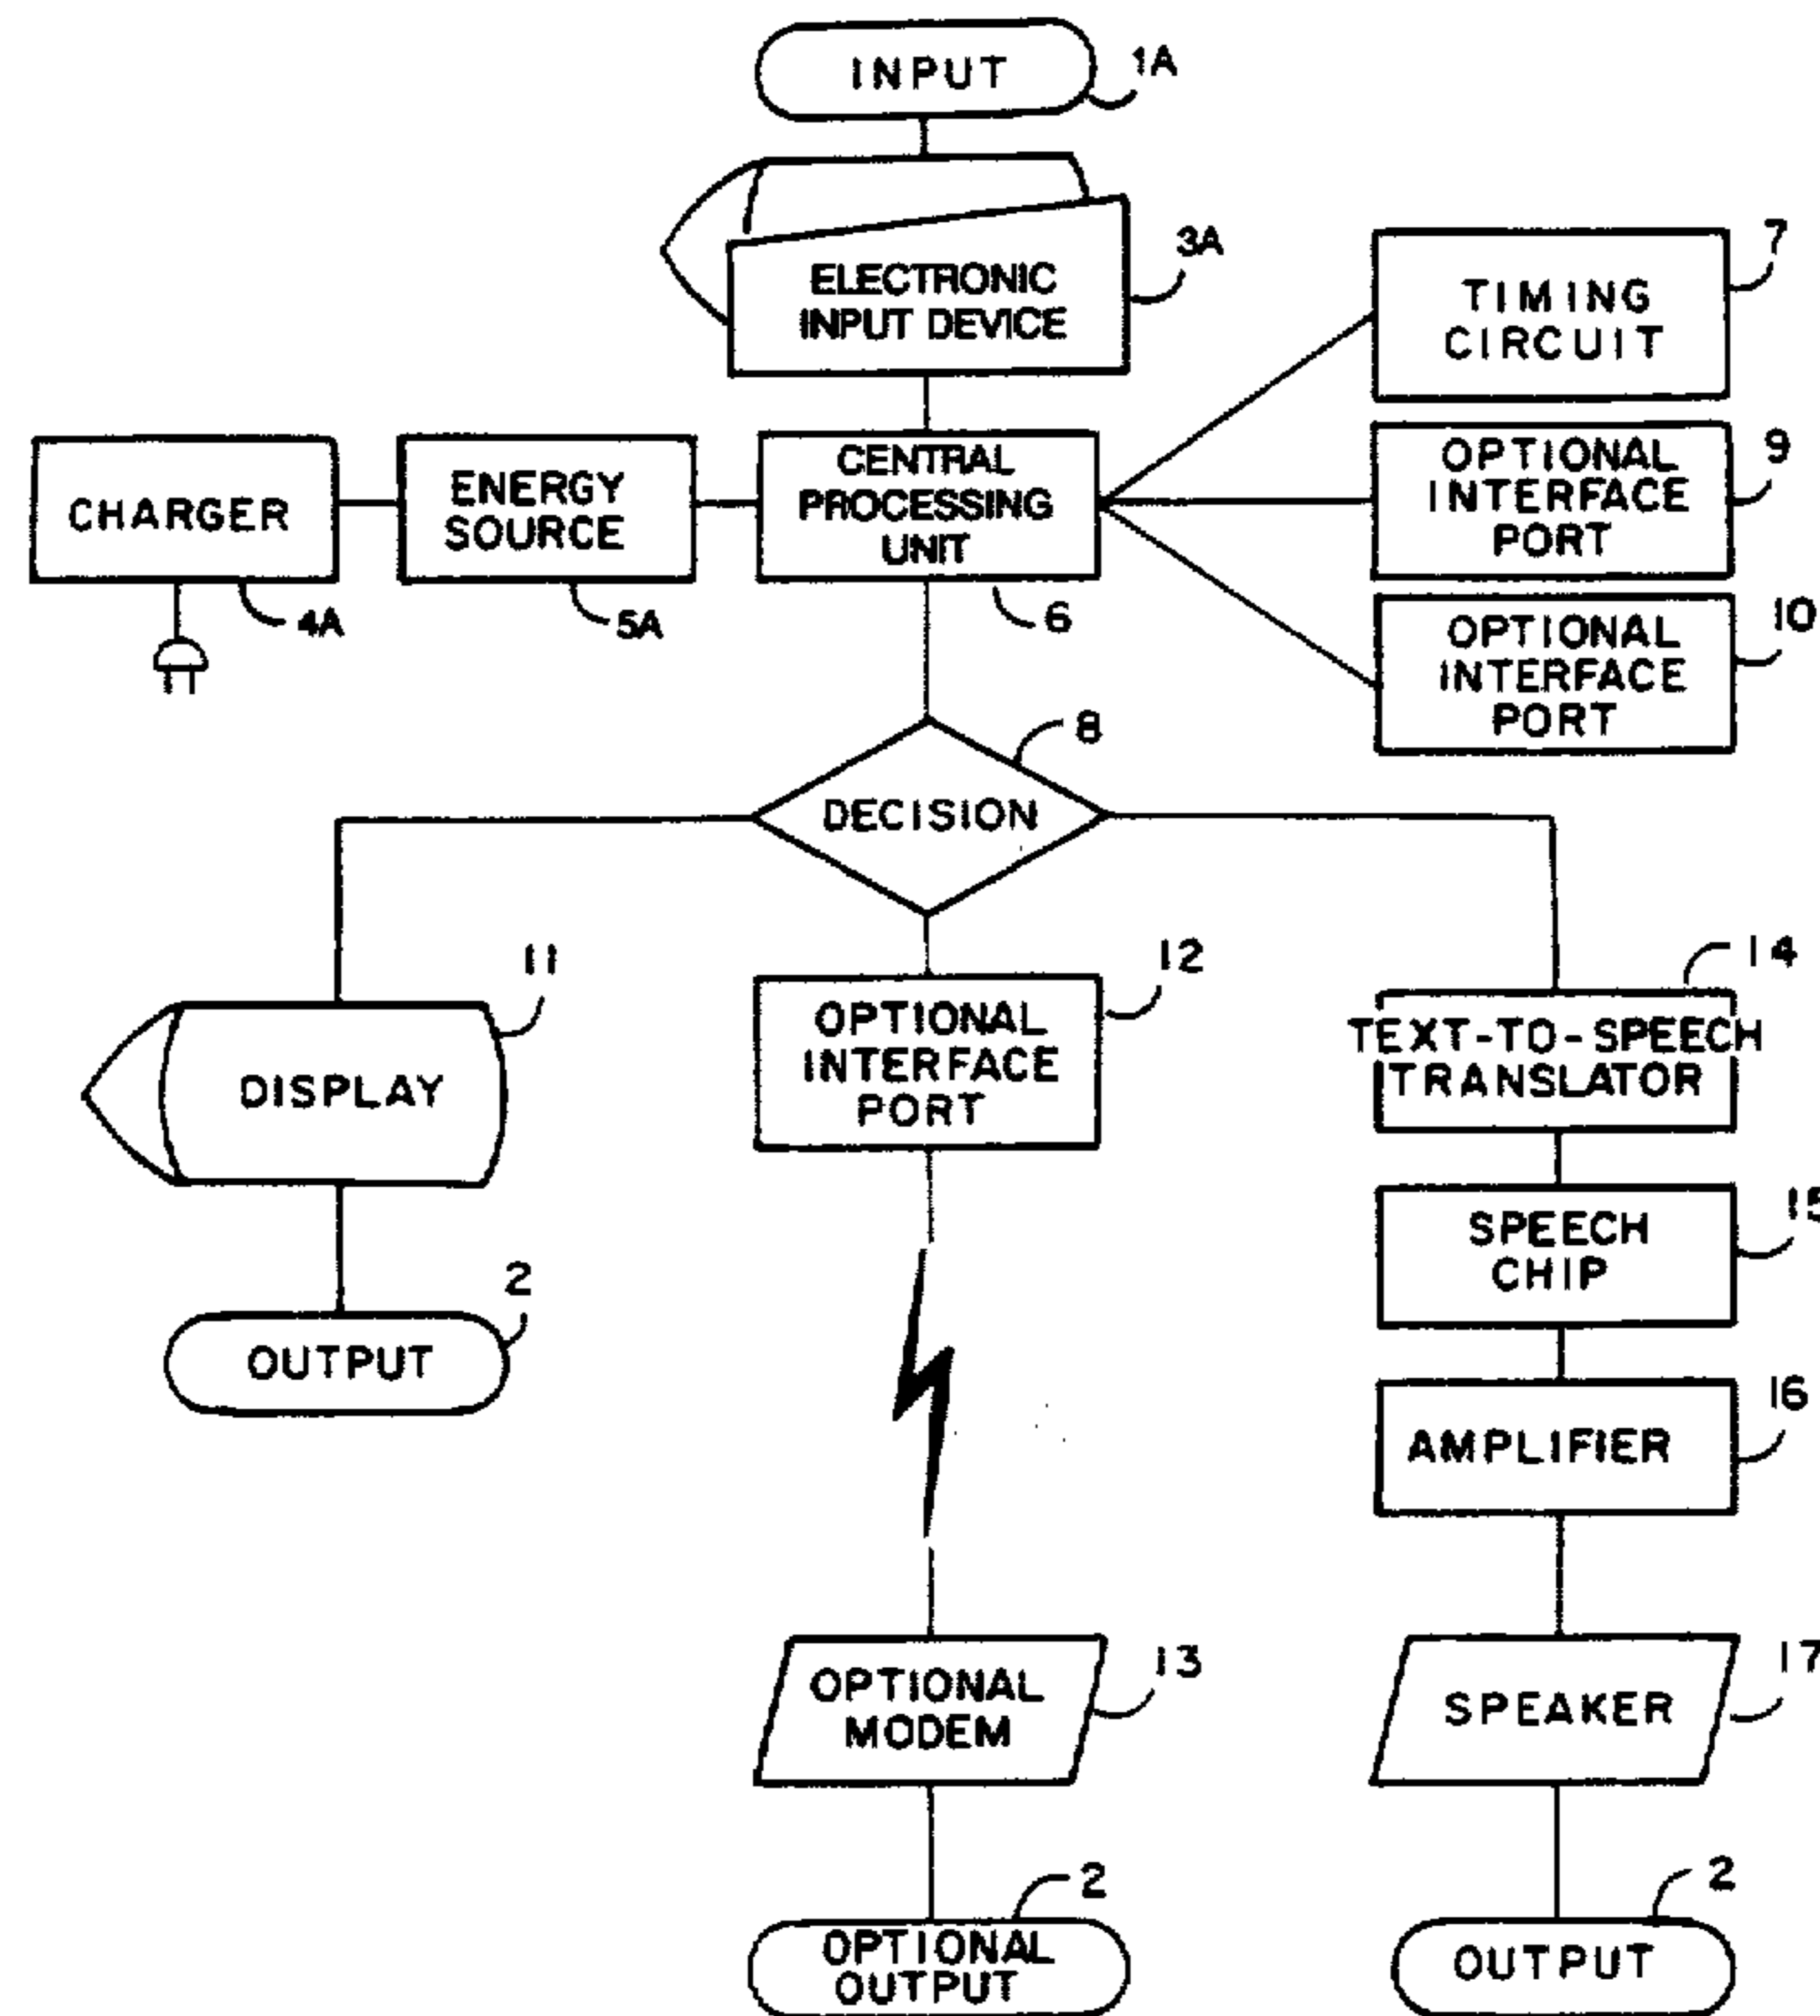 INPUT
1A
ELECTRONIC
INPUT DEVICE
3A
TIMING
CIRCUIT
7
CHARGER
4A
ENERGY
SOURCE
5A
CENTRAL
PROCESSING
UNIT
6
OPTIONAL
INTERFACE
PORT
9
OPTIONAL
INTERFACE
PORT
10
DECISION
8
DISPLAY
11
OUTPUT
2
OPTIONAL
INTERFACE
PORT
12
OPTIONAL
MODEM
13
OPTIONAL
OUTPUT
2
TEXT-TO-SPEECH
TRANSLATOR
14
SPEECH
CHIP
15
AMPLIFIER
16
SPEAKER
17
OUTPUT
2